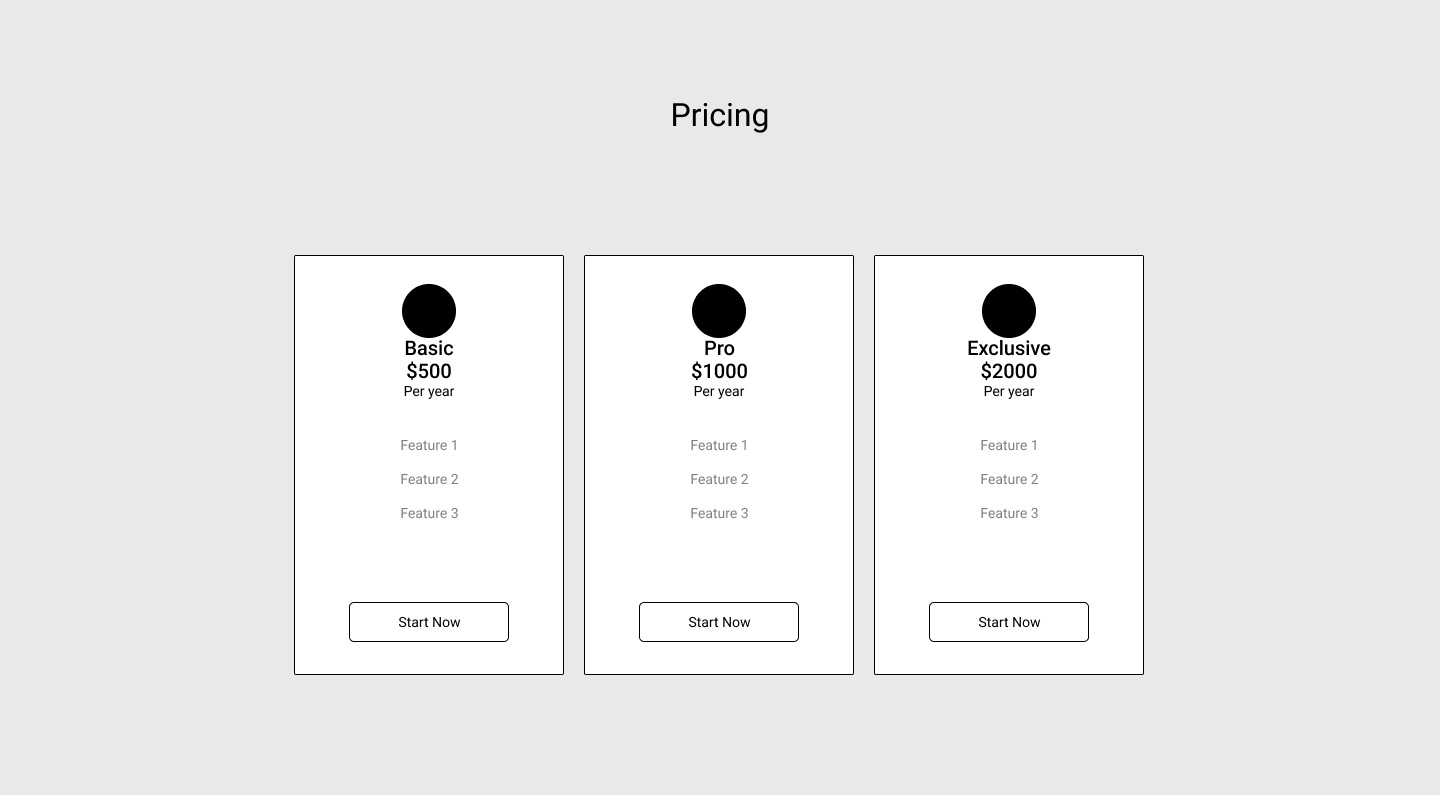 Pricing
Basic
$500
Per year
Feature 1
Feature 2
Feature 3
Start Now
Pro
$1000
Per year
Feature 1
Feature 2
Feature 3
Start Now
Exclusive
$2000
Per year
Feature 1
Feature 2
Feature 3
Start Now